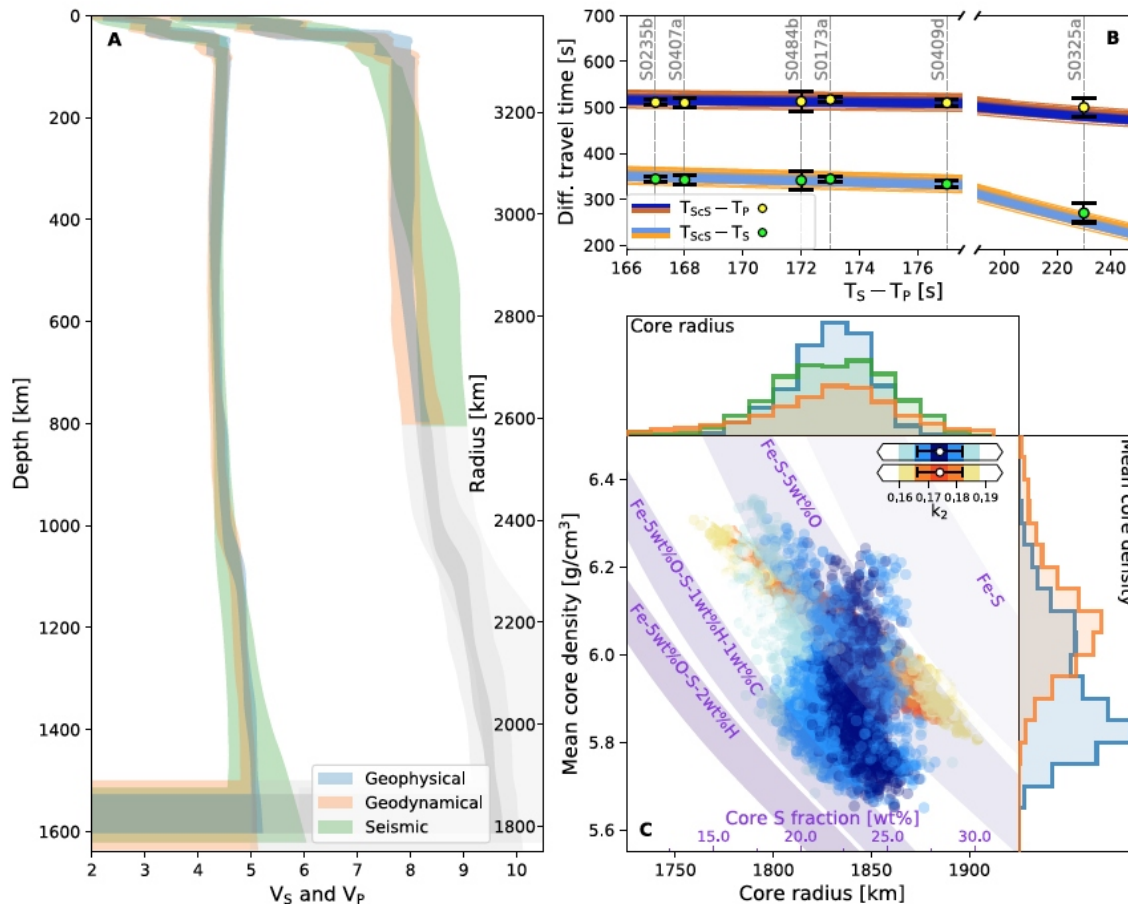 A
0
200
400
600
800
1000
1200
1400
1600
Depth [km]
3200
3000
2800
2600
2400
2200
2000
1800
Radius [km]
Geophysical
Geodynamical
Seismic
2 3 4 5 6 7 8 9 10
V_S and V_P
B
700
600
500
400
300
200
Diff. travel time [s]
S0235b
S0407a
S0484b
S0173a
S0409d
S0325a
T_ScS − T_P
T_ScS − T_S
166 168 170 172 174 176 200 220 240
T_S − T_P [s]
Core radius
6.4
6.2
6.0
5.8
5.6
Mean core density [g/cm³]
Fe-S-5wt%O
Fe-5wt%O-S-1wt%H-1wt%C
Fe-5wt%O-S-2wt%H
Fe-S
0.16 0.17 0.18 0.19
k₂
Mean core density
C
Core S fraction [wt%]
15.0 20.0 25.0 30.0
1750 1800 1850 1900
Core radius [km]